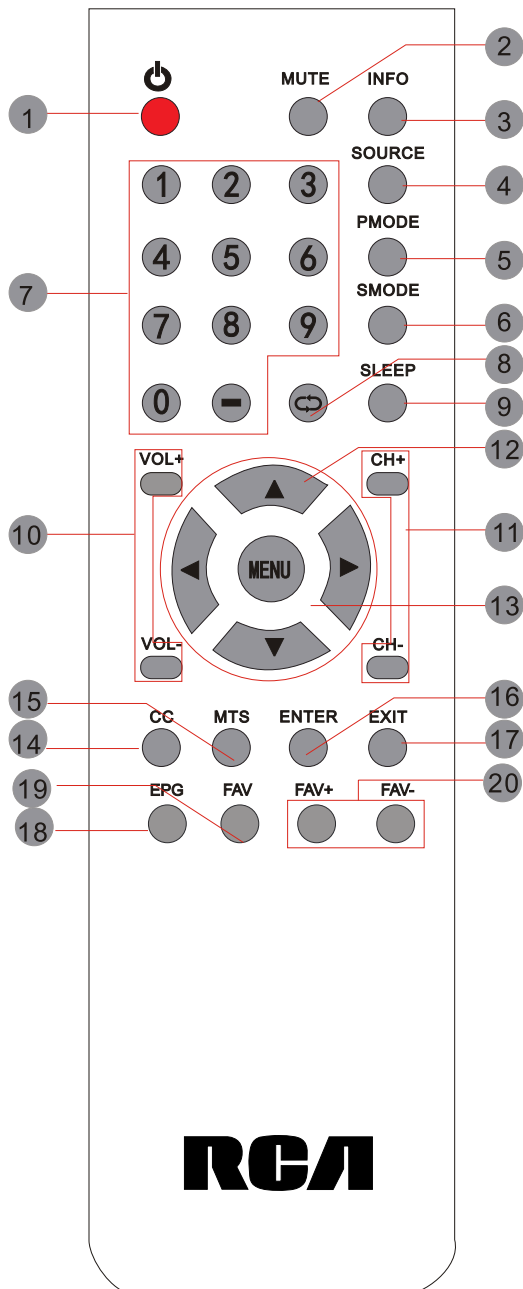 2
MUTE INFO
1
3
SOURCE
1 2 3
4
PMODE
4 5 6
5
7
SMODE
7 8 9
6
8
SLEEP
0 -
9
12
VOL+ CH+
10
11
MENU
13
VOL- CH-
15
16
CC MTS ENTER EXIT
14
17
19
20
EPG FAV FAV+ FAV-
18
RCA